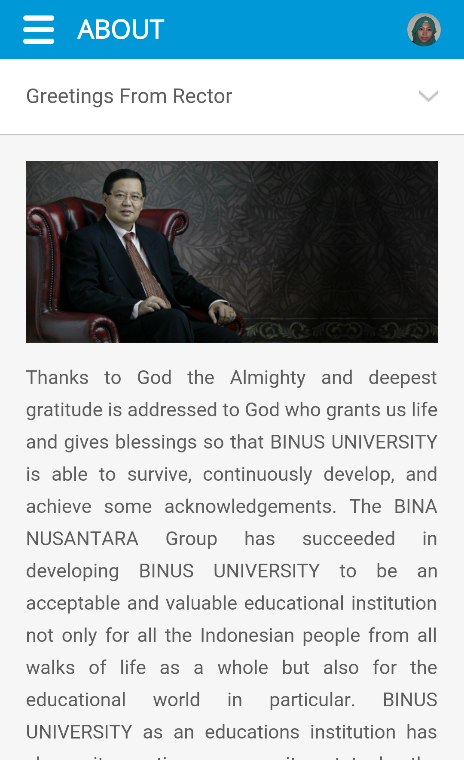 ABOUT
Greetings From Rector
Thanks to God the Almighty and deepest
gratitude is addressed to God who grants us life
and gives blessings so that BINUS UNIVERSITY
is able to survive, continuously develop, and
achieve some acknowledgements. The BINA
NUSANTARA Group has succeeded in
developing BINUS UNIVERSITY to be an
acceptable and valuable educational institution
not only for all the Indonesian people from all
walks of life as a whole but also for the
educational world in particular. BINUS
UNIVERSITY as an educations institution has